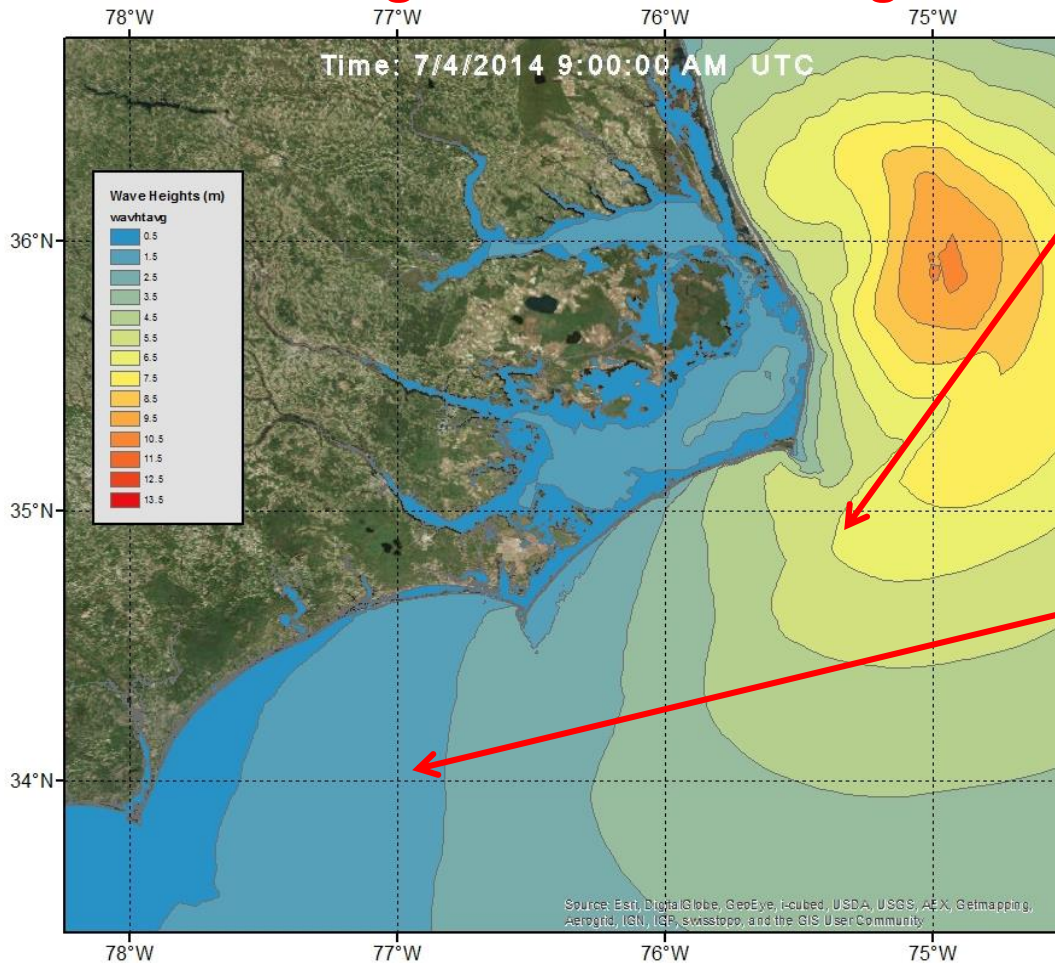 78°W 77°W 76°W 75°W
Time: 7/4/2014 9:00:00 AM UTC
Wave Heights (m)
wavhtavg
0.5
1.5
2.5
3.5
4.5
5.5
6.5
7.5
8.5
9.5
10.5
11.5
12.5
13.5
36°N
35°N
34°N
Source: Esri, DigitalGlobe, GeoEye, i-cubed, USDA, USGS, AEX, Getmapping,
Aerogrid, IGN, IGP, swisstopo, and the GIS User Community
78°W 77°W 76°W 75°W